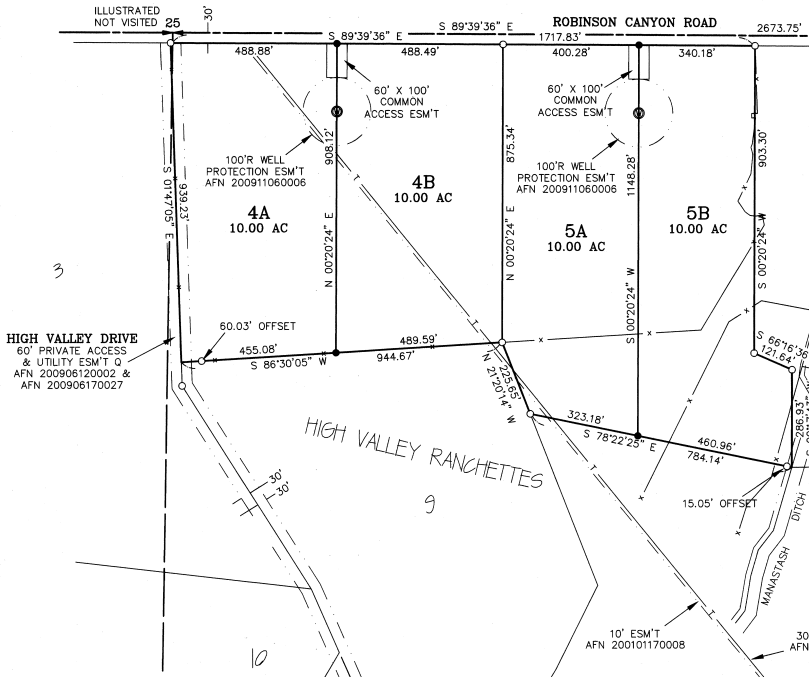 ILLUSTRATED
NOT VISITED
25
30'
S 89°39'36" E
S 89°39'36" E
1717.83'
ROBINSON CANYON ROAD
2673.75'
488.88'
488.49'
400.28'
340.18'
60' X 100'
COMMON
ACCESS ESM'T
60' X 100'
COMMON
ACCESS ESM'T
W
W
100'R WELL
PROTECTION ESM'T
AFN 200911060006
100'R WELL
PROTECTION ESM'T
AFN 200911060006
908.12'
N 00°20'24" E
875.34'
N 00°20'24" E
1148.28'
S 00°20'24" W
903.30'
S 00°20'24" W
S 01°47'05" E
939.23'
4A
10.00 AC
4B
10.00 AC
5A
10.00 AC
5B
10.00 AC
3
HIGH VALLEY DRIVE
60' PRIVATE ACCESS
& UTILITY ESM'T Q
AFN 200906120002 &
AFN 200906170027
60.03' OFFSET
455.08'
489.59'
S 86°30'05" W
944.67'
225.65'
N 21°20'14" W
S 66°16'36"
121.64'
286.93'
323.18'
S 78°22'25" E
460.96'
784.14'
15.05' OFFSET
HIGH VALLEY RANCHETTES
9
30'
30'
MANASTASH DITCH
10' ESM'T
AFN 200101170008
30
AFN
10